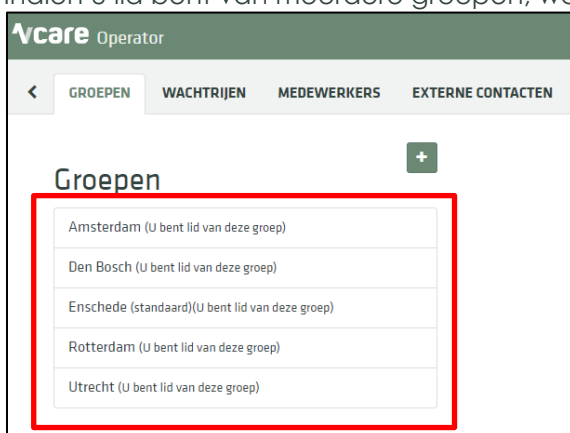 Indien u lid bent van meerdere groepen, w
Vcare Operator
GROEPEN WACHTRIJEN MEDEWERKERS EXTERNE CONTACTEN
+
Groepen
Amsterdam (U bent lid van deze groep)
Den Bosch (U bent lid van deze groep)
Enschede (standaard)(U bent lid van deze groep)
Rotterdam (U bent lid van deze groep)
Utrecht (U bent lid van deze groep)